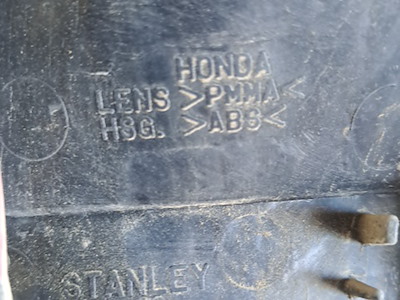 HONDA
LENS >PMMA<
HSG. >ABS<
STANLEY